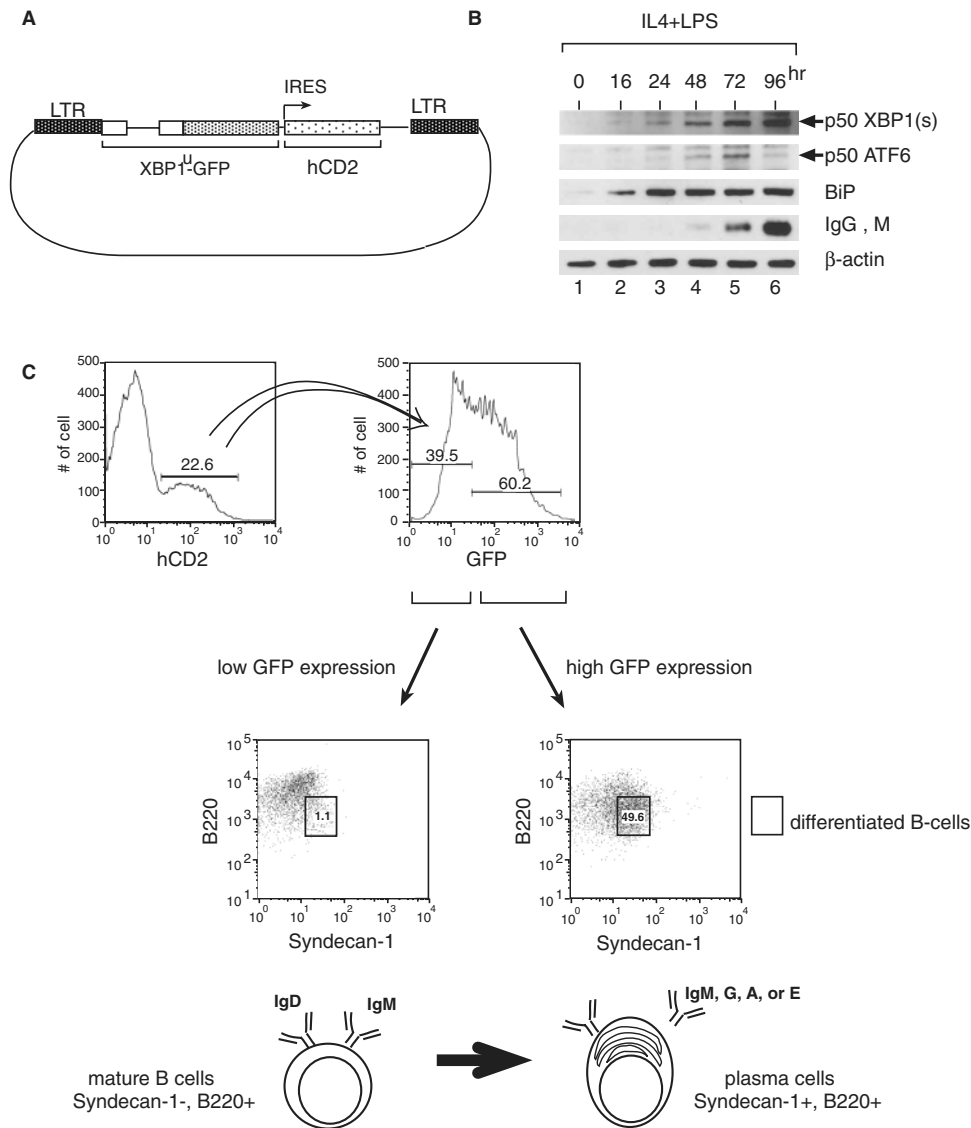 A
IRES
LTR
LTR
u
XBP1-GFP
hCD2
B
IL4+LPS
0 16 24 48 72 96 hr
p50 XBP1(s)
p50 ATF6
BiP
IgG , M
β-actin
1 2 3 4 5 6
C
500
400
300
200
100
0
# of cell
22.6
10^0 10^1 10^2 10^3 10^4
hCD2
500
400
300
200
100
0
# of cell
39.5
60.2
10^0 10^1 10^2 10^3 10^4
GFP
low GFP expression
high GFP expression
10^5
10^4
10^3
10^2
10^1
B220
1.1
10^0 10^1 10^2 10^3 10^4
Syndecan-1
10^5
10^4
10^3
10^2
10^1
B220
49.6
10^0 10^1 10^2 10^3 10^4
Syndecan-1
differentiated B-cells
IgD IgM
mature B cells
Syndecan-1-, B220+
IgM, G, A, or E
plasma cells
Syndecan-1+, B220+